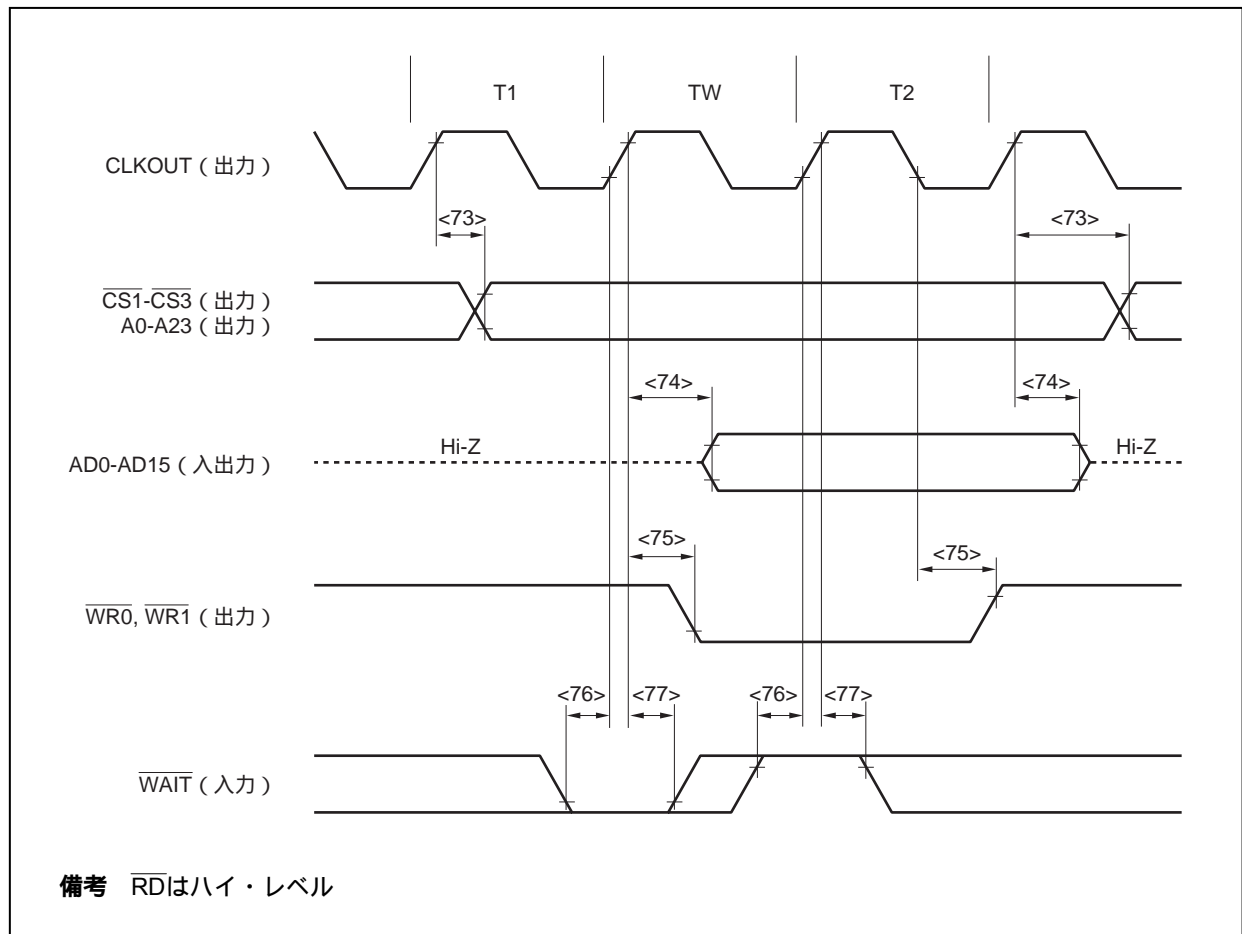 T1 TW T2
CLKOUT（出力）
<73> <73>
CS1-CS3（出力）
A0-A23（出力）
<74> <74>
Hi-Z Hi-Z
AD0-AD15（入出力）
<75> <75>
WR0, WR1（出力）
<76> <77> <76> <77>
WAIT（入力）
備考 RDはハイ・レベル